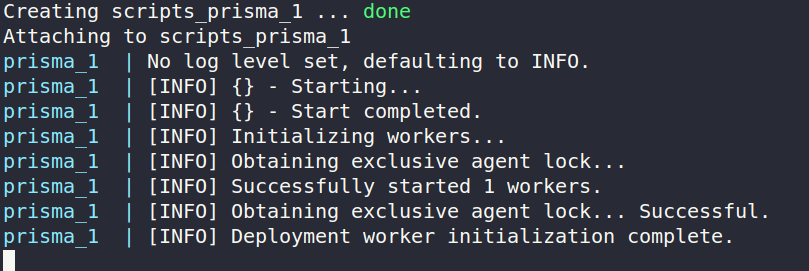 Creating scripts_prisma_1 ... done
Attaching to scripts_prisma_1
prisma_1  | No log level set, defaulting to INFO.
prisma_1  | [INFO] {} - Starting...
prisma_1  | [INFO] {} - Start completed.
prisma_1  | [INFO] Initializing workers...
prisma_1  | [INFO] Obtaining exclusive agent lock...
prisma_1  | [INFO] Successfully started 1 workers.
prisma_1  | [INFO] Obtaining exclusive agent lock... Successful.
prisma_1  | [INFO] Deployment worker initialization complete.